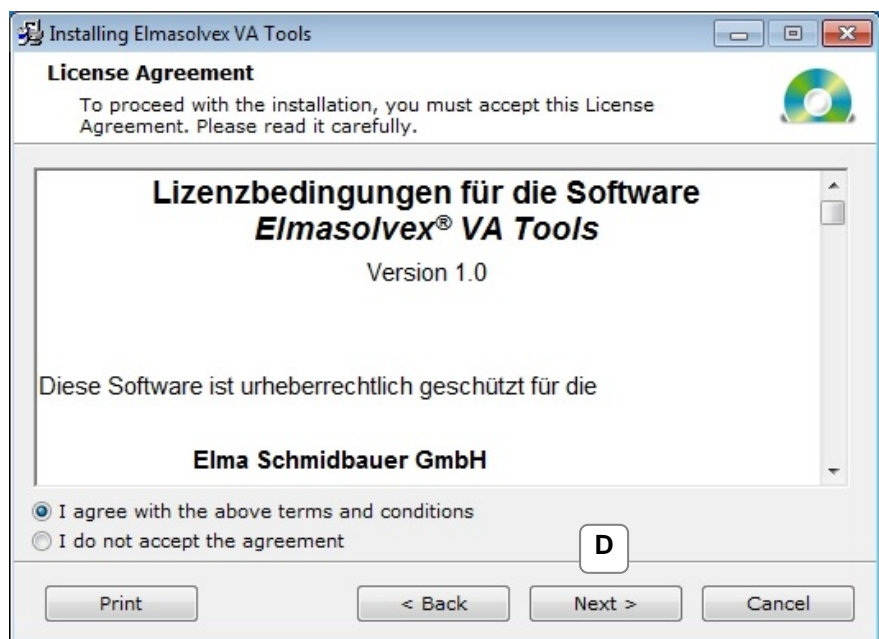 Installing Elmasolvex VA Tools
License Agreement
To proceed with the installation, you must accept this License
Agreement. Please read it carefully.
Lizenzbedingungen für die Software
Elmasolvex® VA Tools
Version 1.0
Diese Software ist urheberrechtlich geschützt für die
Elma Schmidbauer GmbH
I agree with the above terms and conditions
I do not accept the agreement
D
Print
< Back
Next >
Cancel